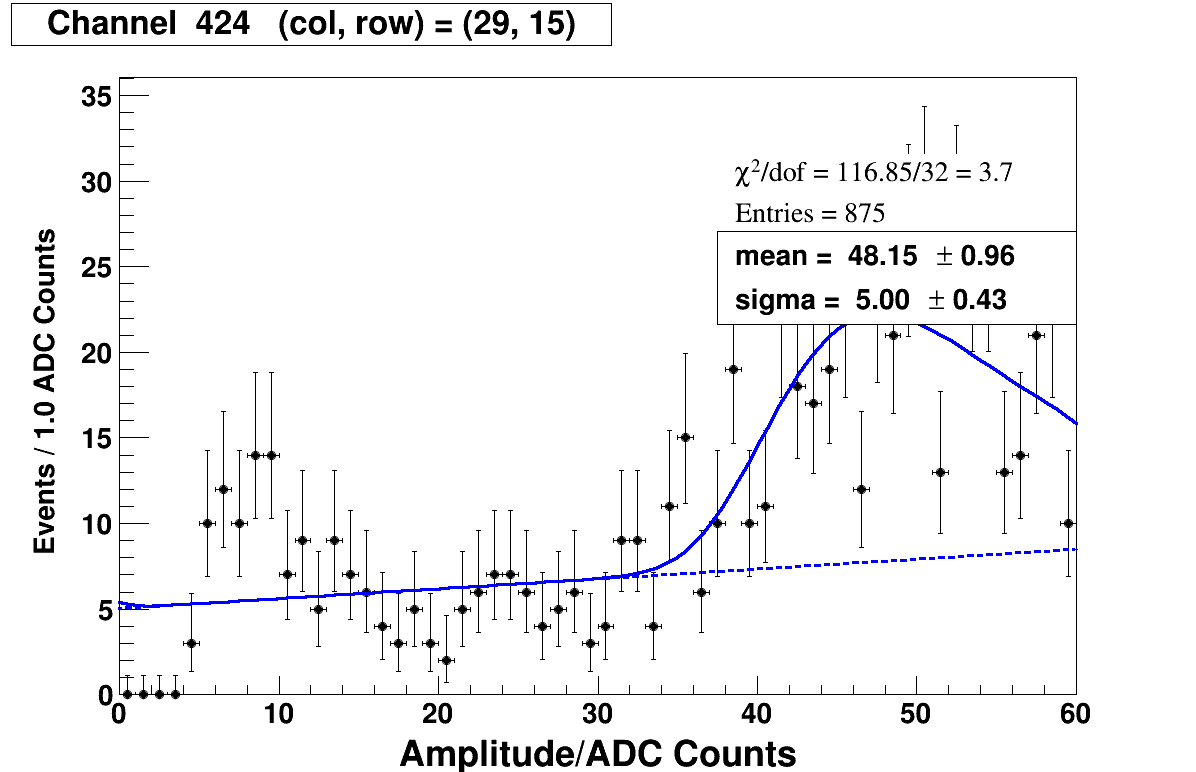 Channel 424 (col, row) = (29, 15)
χ²/dof = 116.85/32 = 3.7
Entries = 875
mean = 48.15 ± 0.96
sigma = 5.00 ± 0.43
Events / 1.0 ADC Counts
35
30
25
20
15
10
5
0
0 10 20 30 40 50 60
Amplitude/ADC Counts